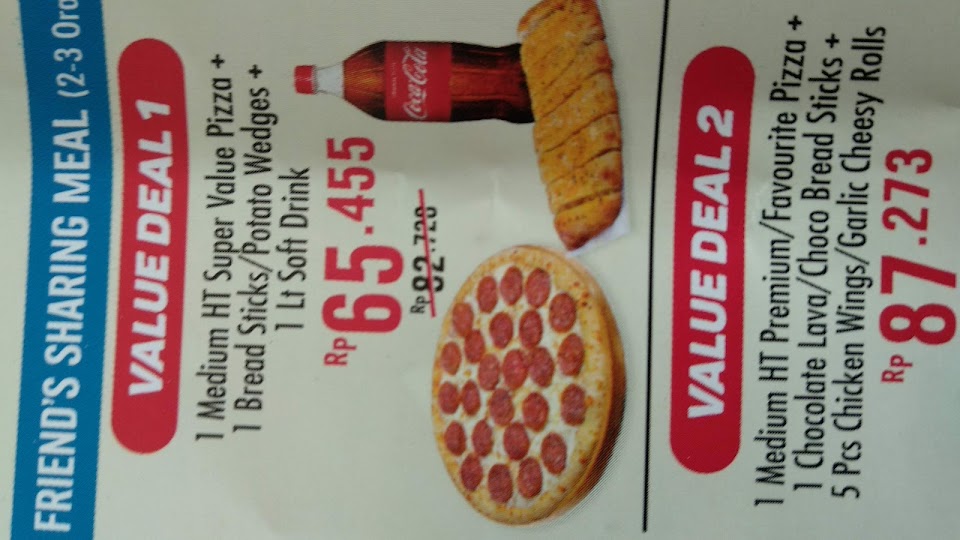 FRIEND'S SHARING MEAL (2-3 Ora
VALUE DEAL 1
1 Medium HT Super Value Pizza +
1 Bread Sticks/Potato Wedges +
1 Lt Soft Drink
Rp 65.455
Rp 82.728
Coca-Cola
VALUE DEAL 2
1 Medium HT Premium/Favourite Pizza +
1 Chocolate Lava/Choco Bread Sticks +
5 Pcs Chicken Wings/Garlic Cheesy Rolls
Rp 87.273